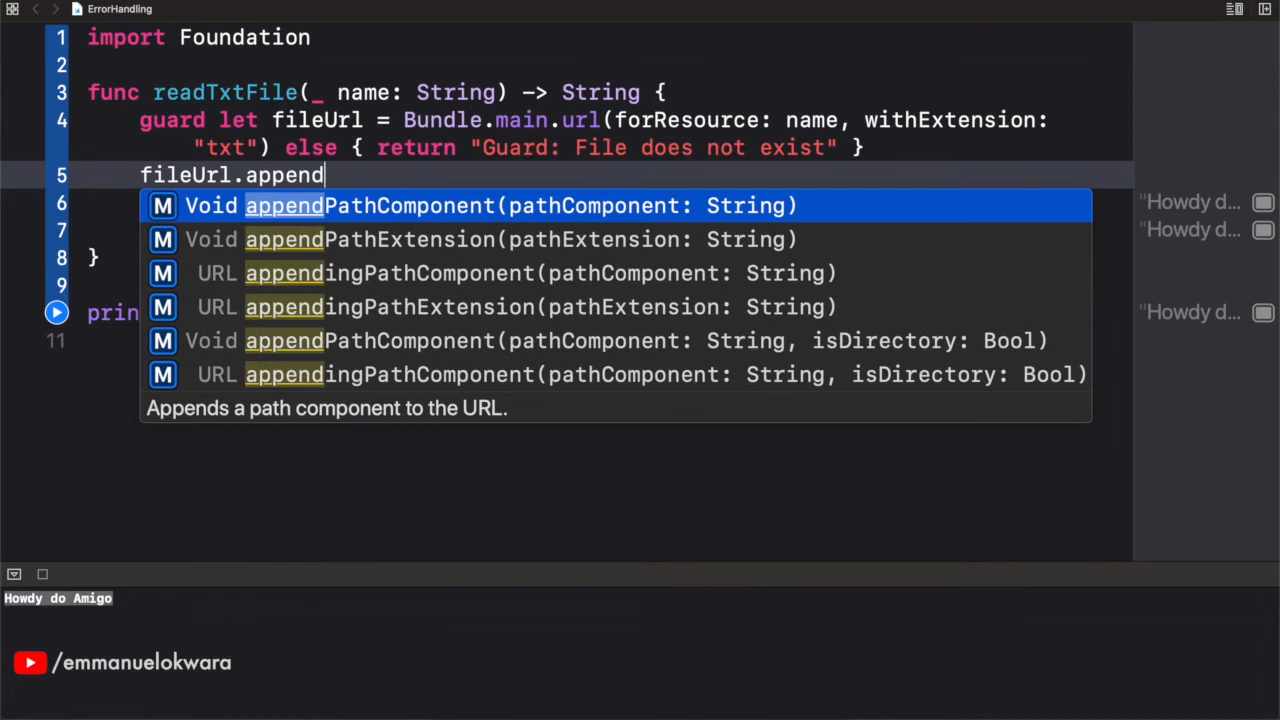 ErrorHandling
1 import Foundation
2
3 func readTxtFile(_ name: String) -> String {
4 guard let fileUrl = Bundle.main.url(forResource: name, withExtension:
"txt") else { return "Guard: File does not exist" }
5 fileUrl.append
6 M Void appendPathComponent(pathComponent: String) "Howdy d...
7 M Void appendPathExtension(pathExtension: String) "Howdy d...
8 } M URL appendingPathComponent(pathComponent: String)
9
prin M URL appendingPathExtension(pathExtension: String) "Howdy d...
11 M Void appendPathComponent(pathComponent: String, isDirectory: Bool)
M URL appendingPathComponent(pathComponent: String, isDirectory: Bool)
Appends a path component to the URL.
Howdy do Amigo
/emmanuelokwara